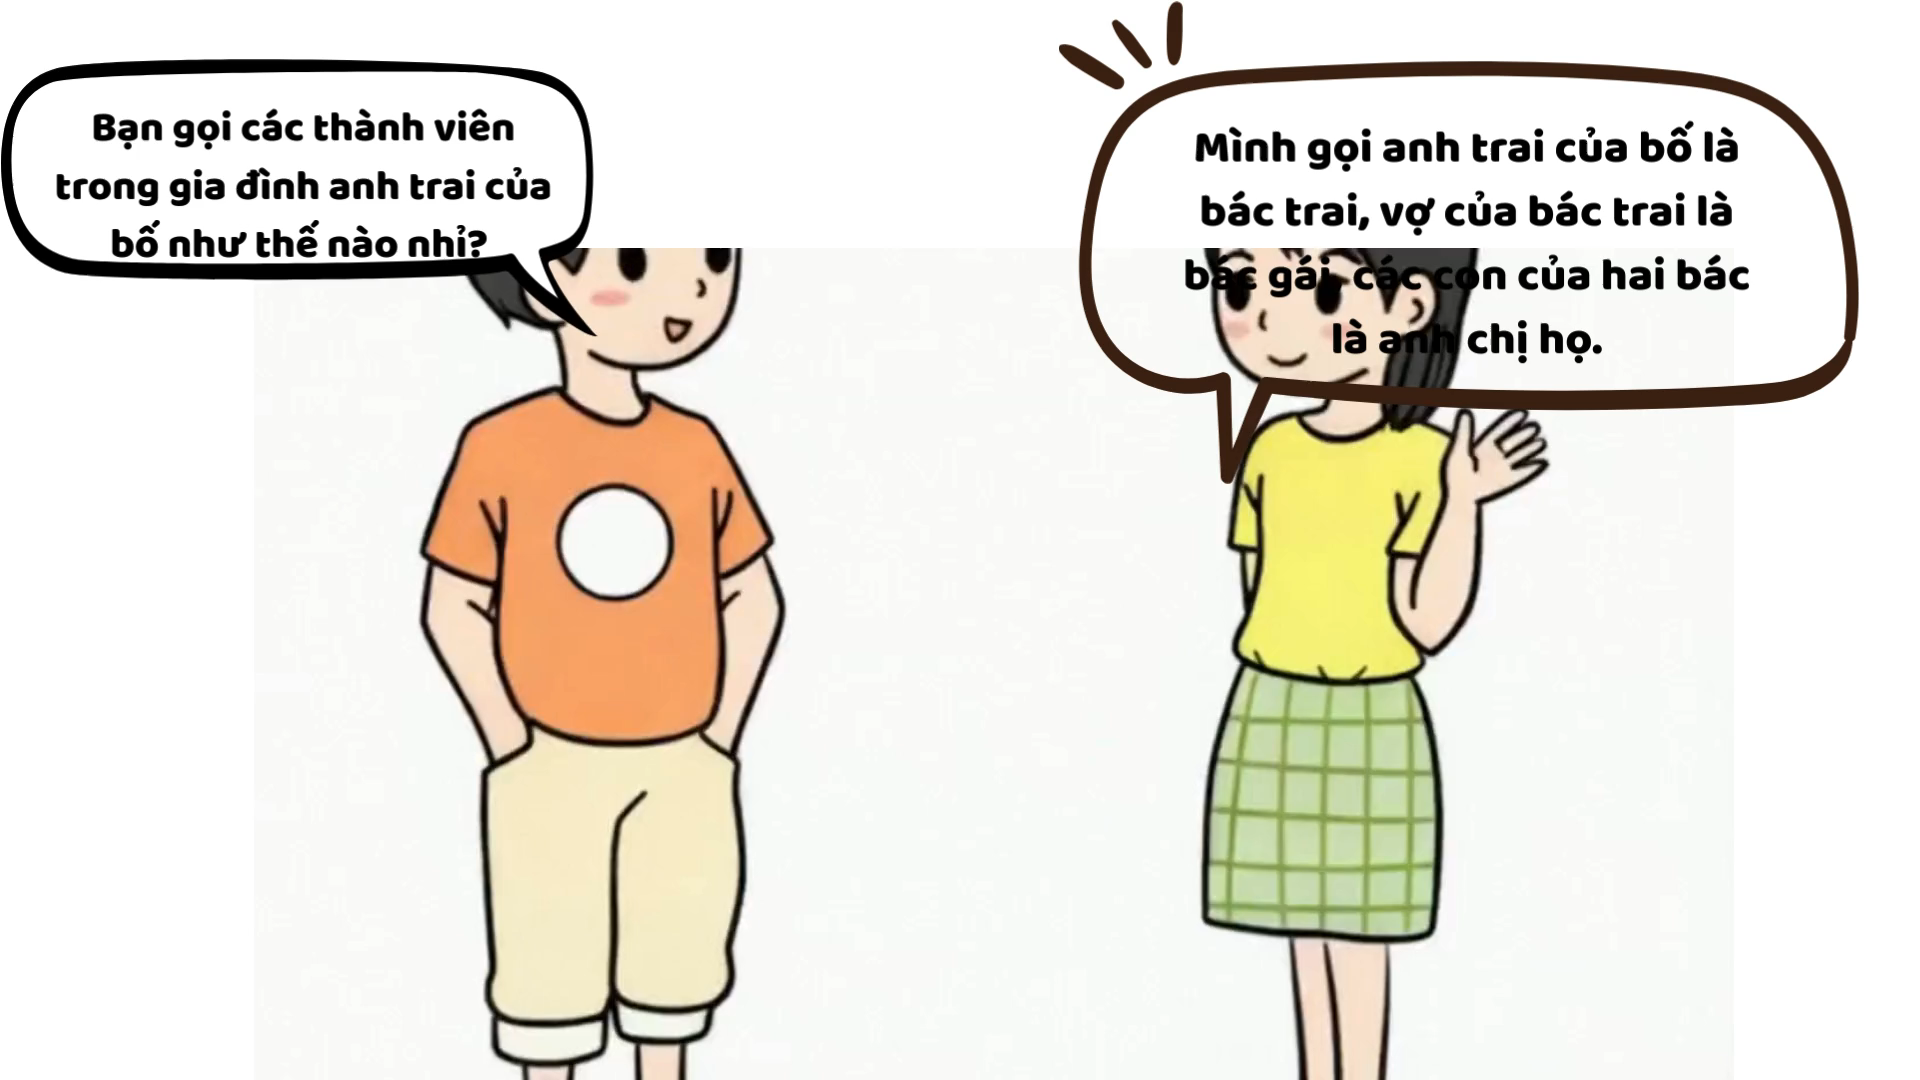 Bạn gọi các thành viên
trong gia đình anh trai của
bố như thế nào nhỉ?
Mình gọi anh trai của bố là
bác trai, vợ của bác trai là
bác gái, các con của hai bác
là anh chị họ.